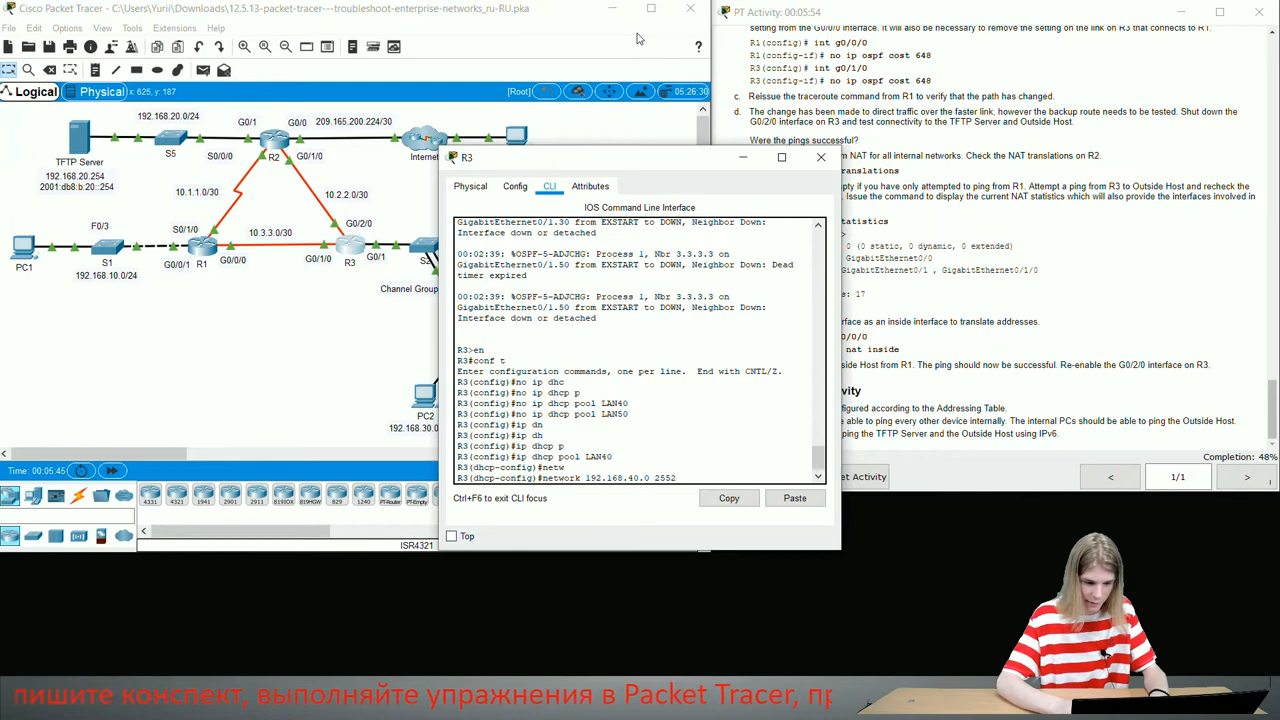 Cisco Packet Tracer - C:\Users\Yurii\Downloads\12.5.13-packet-tracer---troubleshoot-enterprise-networks_ru-RU.pka
File Edit Options View Tools Extensions Help
Logical
Physical x: 625, y: 187
[Root]
05:26:30
192.168.20.0/24
G0/1
G0/0
209.165.200.224/30
TFTP Server
S5
S0/0/0
R2
G0/1/0
Internet
192.168.20.254
2001:db8:b:20::254
10.1.1.0/30
10.2.2.0/30
F0/3
S0/1/0
10.3.3.0/30
G0/2/0
PC1
S1
G0/0/1
R1
G0/0/0
G0/1/0
R3
G0/1
S2
192.168.10.0/24
Channel Group
PC2
192.168.30.0
Time: 00:05:45
4331 4321 1941 2901 2911 819IOX 819HGW 829 1240 PT-Router PT-Empty
ISR4321
R3
Physical Config CLI Attributes
IOS Command Line Interface
GigabitEthernet0/1.30 from EXSTART to DOWN, Neighbor Down:
Interface down or detached
00:02:39: %OSPF-5-ADJCHG: Process 1, Nbr 3.3.3.3 on
GigabitEthernet0/1.50 from EXSTART to DOWN, Neighbor Down: Dead
timer expired
00:02:39: %OSPF-5-ADJCHG: Process 1, Nbr 3.3.3.3 on
GigabitEthernet0/1.50 from EXSTART to DOWN, Neighbor Down:
Interface down or detached
R3>en
R3#conf t
Enter configuration commands, one per line.  End with CNTL/Z.
R3(config)#no ip dhc
R3(config)#no ip dhcp p
R3(config)#no ip dhcp pool LAN40
R3(config)#no ip dhcp pool LAN50
R3(config)#ip dn
R3(config)#ip dh
R3(config)#ip dhcp p
R3(config)#ip dhcp pool LAN40
R3(dhcp-config)#netw
R3(dhcp-config)#network 192.168.40.0 2552
Ctrl+F6 to exit CLI focus
Copy
Paste
Top
PT Activity: 00:05:54
setting from the G0/0/0 interface. It will also be necessary to remove the setting on the link on R3 that connects to R1.
R1(config)# int g0/0/0
R1(config-if)# no ip ospf cost 648
R3(config)# int g0/1/0
R3(config-if)# no ip ospf cost 648
c. Reissue the traceroute command from R1 to verify that the path has changed.
d. The change has been made to direct traffic over the faster link, however the backup route needs to be tested. Shut down the
G0/2/0 interface on R3 and test connectivity to the TFTP Server and Outside Host.
Were the pings successful?
m NAT for all internal networks. Check the NAT translations on R2.
ranslations
pty if you have only attempted to ping from R1. Attempt a ping from R3 to Outside Host and recheck the
. Issue the command to display the current NAT statistics which will also provide the interfaces involved in
tatistics
0 (0 static, 0 dynamic, 0 extended)
GigabitEthernet0/0
GigabitEthernet0/1 , GigabitEthernet0/1/0
s: 17
rface as an inside interface to translate addresses.
/0/0
nat inside
side Host from R1. The ping should now be successful. Re-enable the G0/2/0 interface on R3.
ivity
figured according to the Addressing Table.
able to ping every other device internally. The internal PCs should be able to ping the Outside Host.
ping the TFTP Server and the Outside Host using IPv6.
Completion: 48%
et Activity
< 1/1 >
пишите конспект, выполняйте упражнения в Packet Tracer, пр